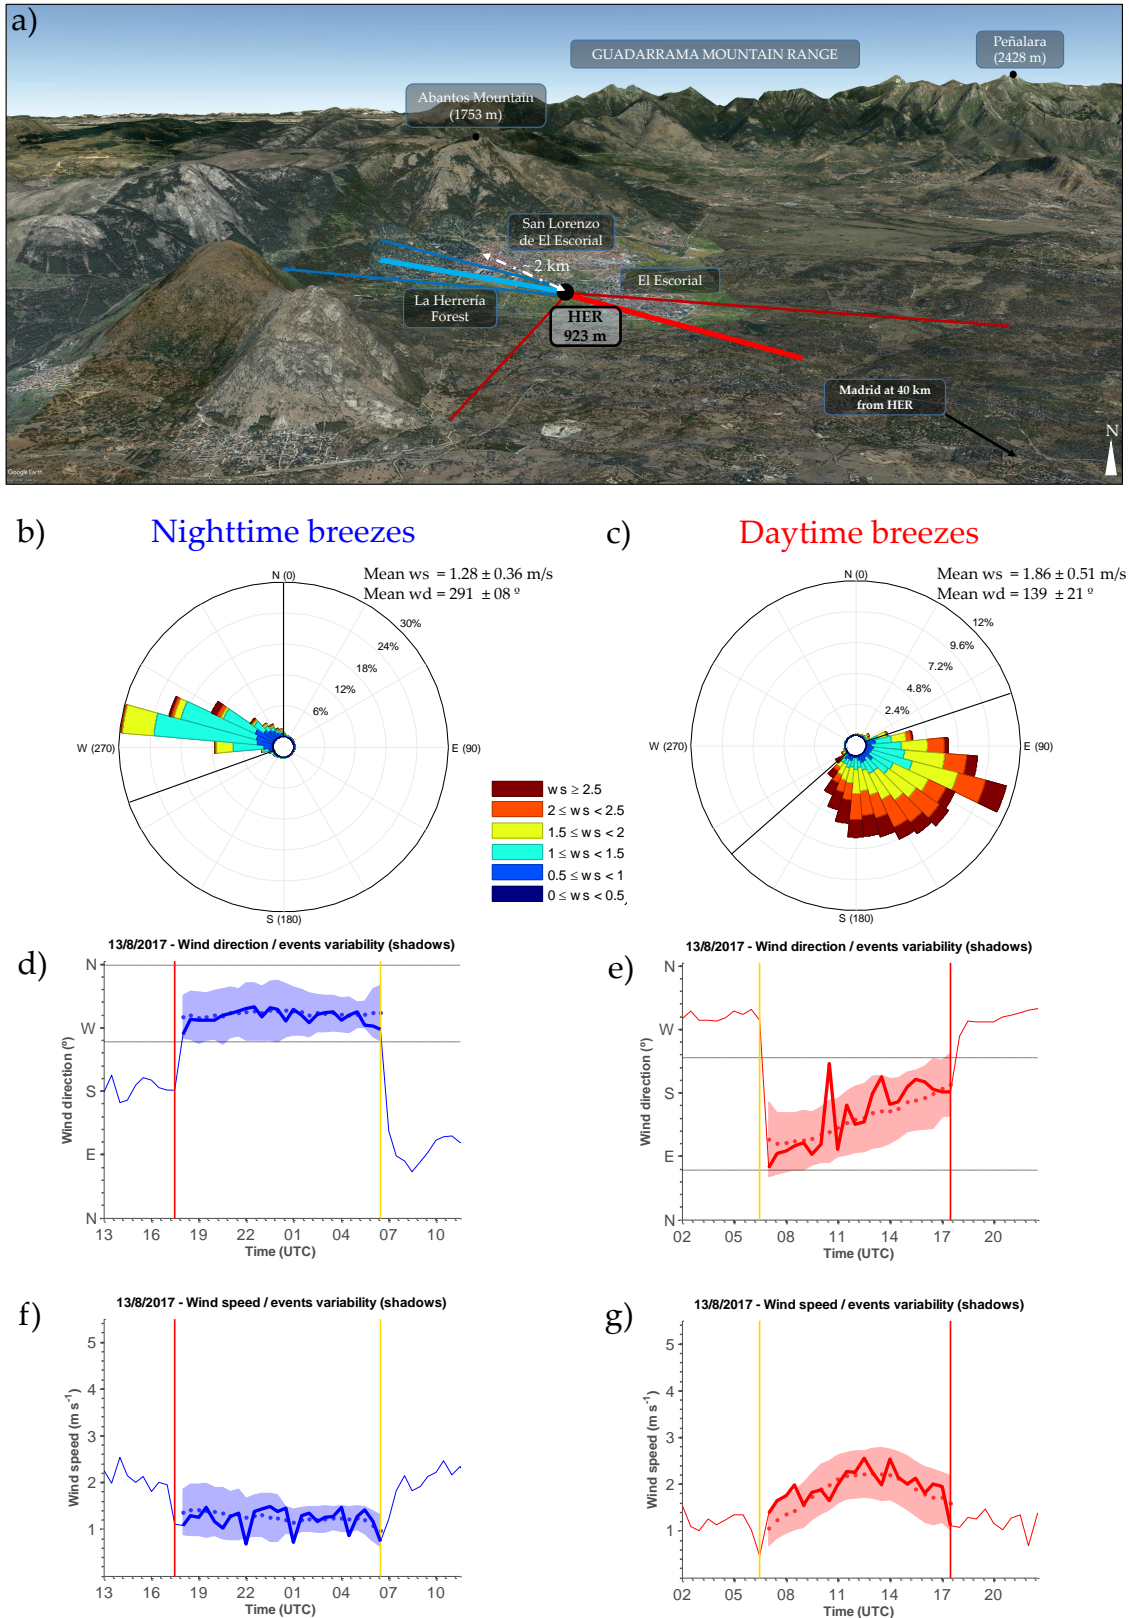 a)
GUADARRAMA MOUNTAIN RANGE
Peñalara
(2428 m)
Abantos Mountain
(1753 m)
San Lorenzo
de El Escorial
~ 2 km
El Escorial
La Herrería
Forest
HER
923 m
Madrid at 40 km
from HER
N
Google Earth
b)
Nighttime breezes
Mean ws = 1.28 ± 0.36 m/s
Mean wd = 291 ± 08 º
N (0)
30%
24%
18%
12%
6%
W (270)
E (90)
S (180)
c)
Daytime breezes
Mean ws = 1.86 ± 0.51 m/s
Mean wd = 139 ± 21 º
N (0)
12%
9.6%
7.2%
4.8%
2.4%
W (270)
E (90)
S (180)
ws ≥ 2.5
2 ≤ ws < 2.5
1.5 ≤ ws < 2
1 ≤ ws < 1.5
0.5 ≤ ws < 1
0 ≤ ws < 0.5
d)
13/8/2017 - Wind direction / events variability (shadows)
Wind direction (º)
N
W
S
E
N
13 16 19 22 01 04 07 10
Time (UTC)
e)
13/8/2017 - Wind direction / events variability (shadows)
Wind direction (º)
N
W
S
E
N
02 05 08 11 14 17 20
Time (UTC)
f)
13/8/2017 - Wind speed / events variability (shadows)
Wind speed (m s⁻¹)
5
4
3
2
1
13 16 19 22 01 04 07 10
Time (UTC)
g)
13/8/2017 - Wind speed / events variability (shadows)
Wind speed (m s⁻¹)
5
4
3
2
1
02 05 08 11 14 17 20
Time (UTC)